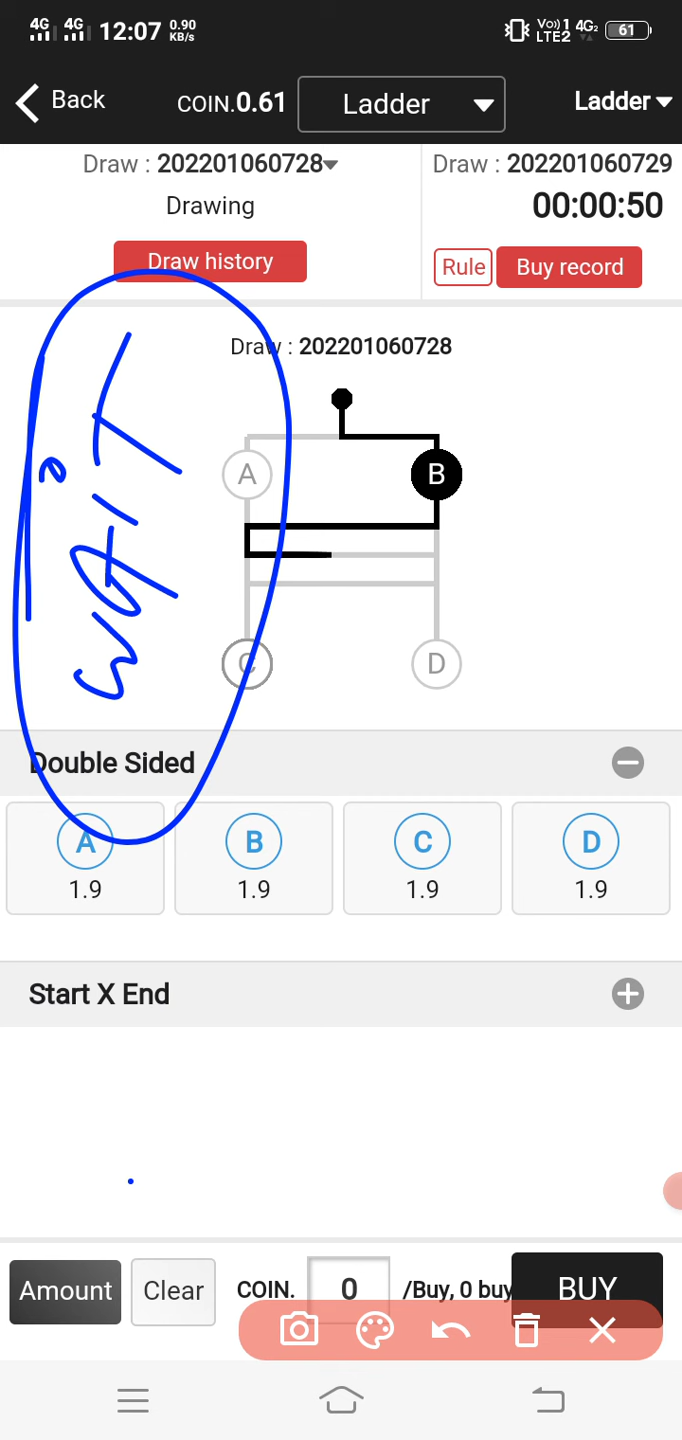 4G 4G 12:07 0.90 KB/s Vo)) 1 LTE2 4G2 61
Back COIN.0.61 Ladder Ladder
Draw : 202201060728 Draw : 202201060729
Drawing 00:00:50
Draw history Rule Buy record
Draw : 202201060728
A B
WAIT
C D
Double Sided
A B C D
1.9 1.9 1.9 1.9
Start X End
Amount Clear COIN. 0 /Buy, 0 buy BUY